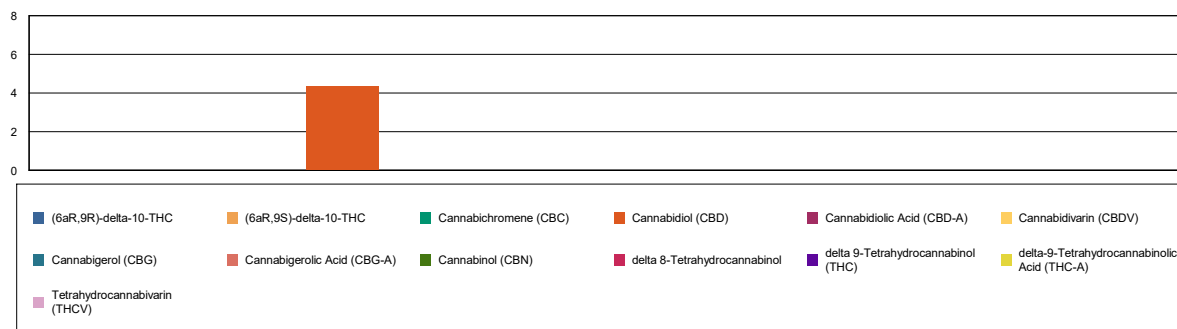 8
6
4
2
0
(6aR,9R)-delta-10-THC
(6aR,9S)-delta-10-THC
Cannabichromene (CBC)
Cannabidiol (CBD)
Cannabidiolic Acid (CBD-A)
Cannabidivarin (CBDV)
Cannabigerol (CBG)
Cannabigerolic Acid (CBG-A)
Cannabinol (CBN)
delta 8-Tetrahydrocannabinol
delta 9-Tetrahydrocannabinol
(THC)
delta-9-Tetrahydrocannabinolic
Acid (THC-A)
Tetrahydrocannabivarin
(THCV)